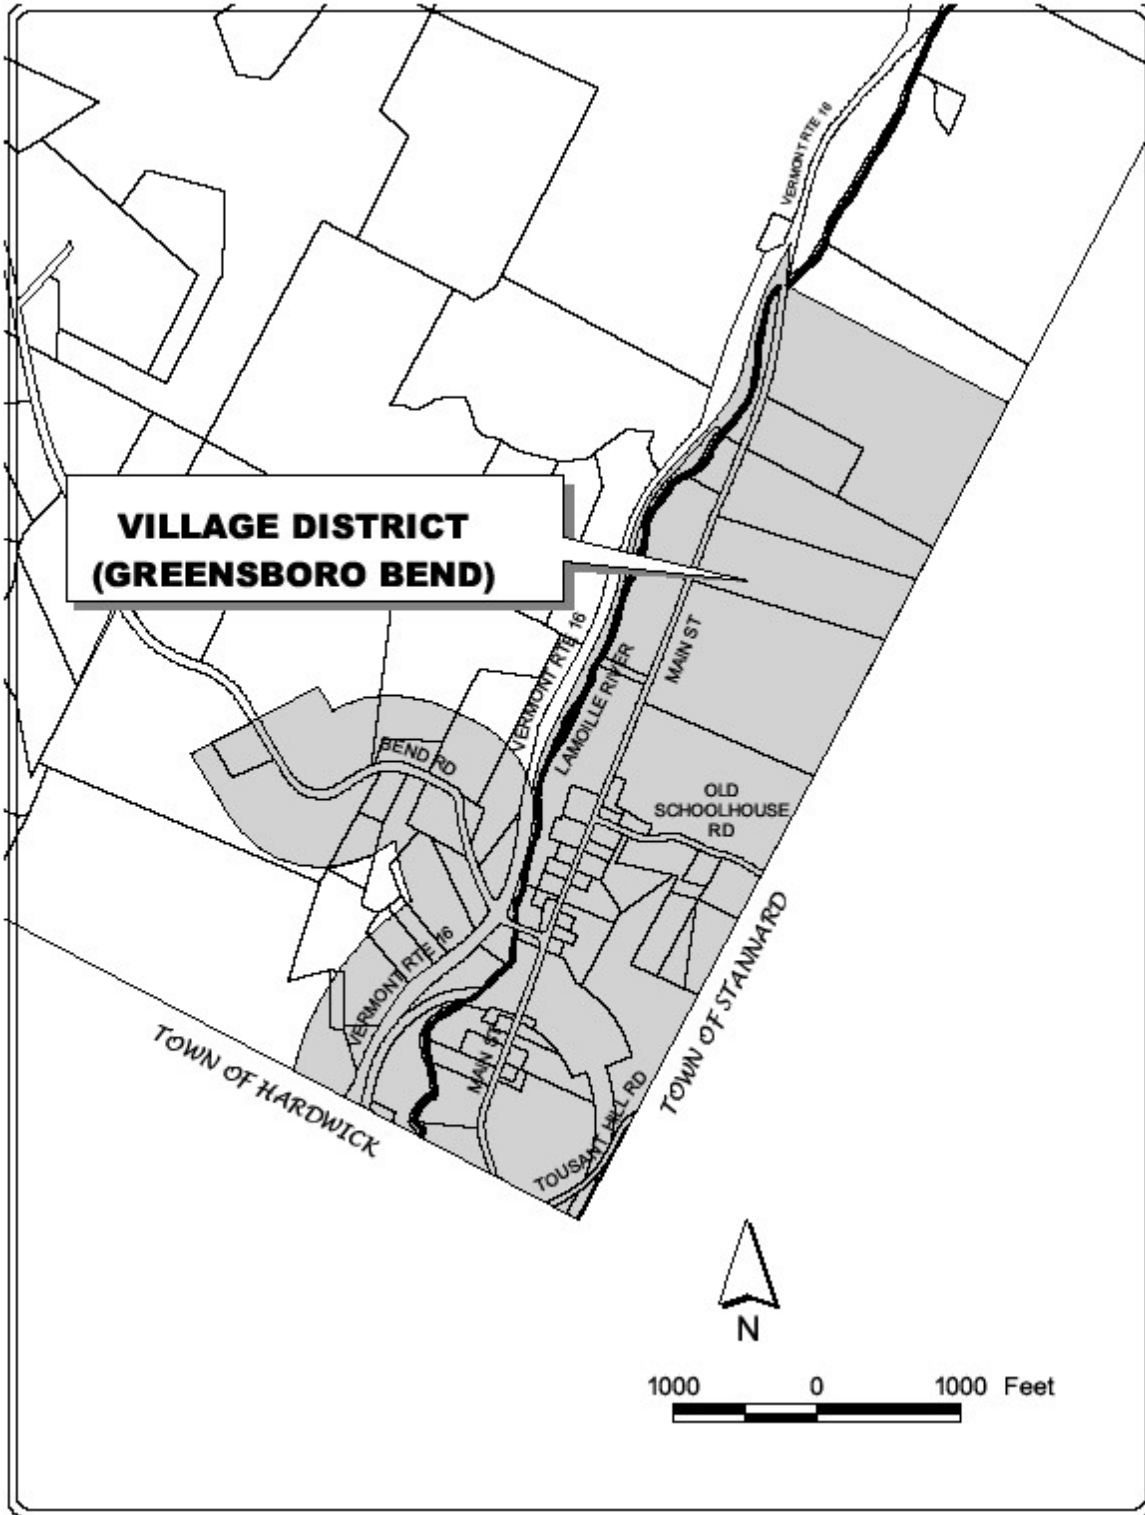 VERMONT RTE 16
VILLAGE DISTRICT
(GREENSBORO BEND)
VERMONT RTE 16
MAIN ST
LAMOILLE RIVER
BEND RD
OLD
SCHOOLHOUSE
RD
VERMONT RTE 16
TOWN OF STANNARD
TOWN OF HARDWICK
MAIN ST
TOUSANT HILL RD
N
1000 0 1000 Feet